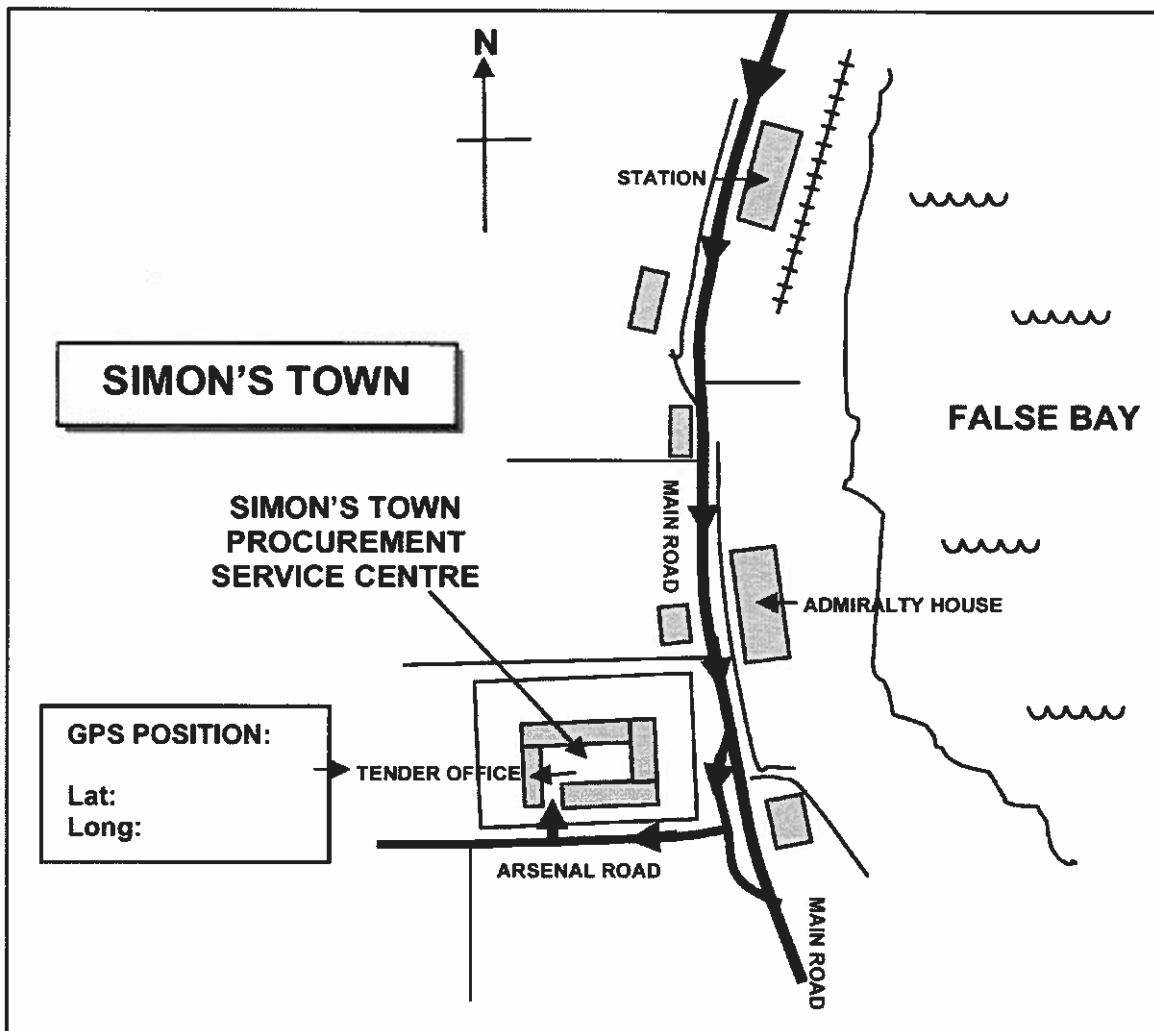 N
STATION
SIMON'S TOWN
FALSE BAY
SIMON'S TOWN
PROCUREMENT
SERVICE CENTRE
MAIN ROAD
ADMIRALTY HOUSE
GPS POSITION:
Lat:
Long:
TENDER OFFICE
ARSENAL ROAD
MAIN ROAD